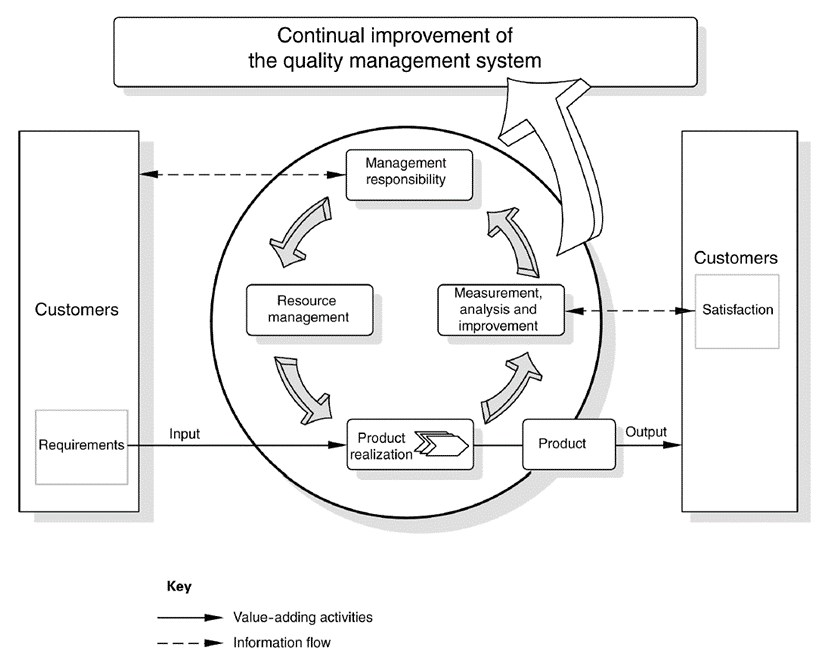 Continual improvement of
the quality management system
Management
responsibility
Customers
Resource
management
Measurement,
analysis and
improvement
Customers
Satisfaction
Requirements
Input
Product
realization
Product
Output
Key
Value-adding activities
Information flow